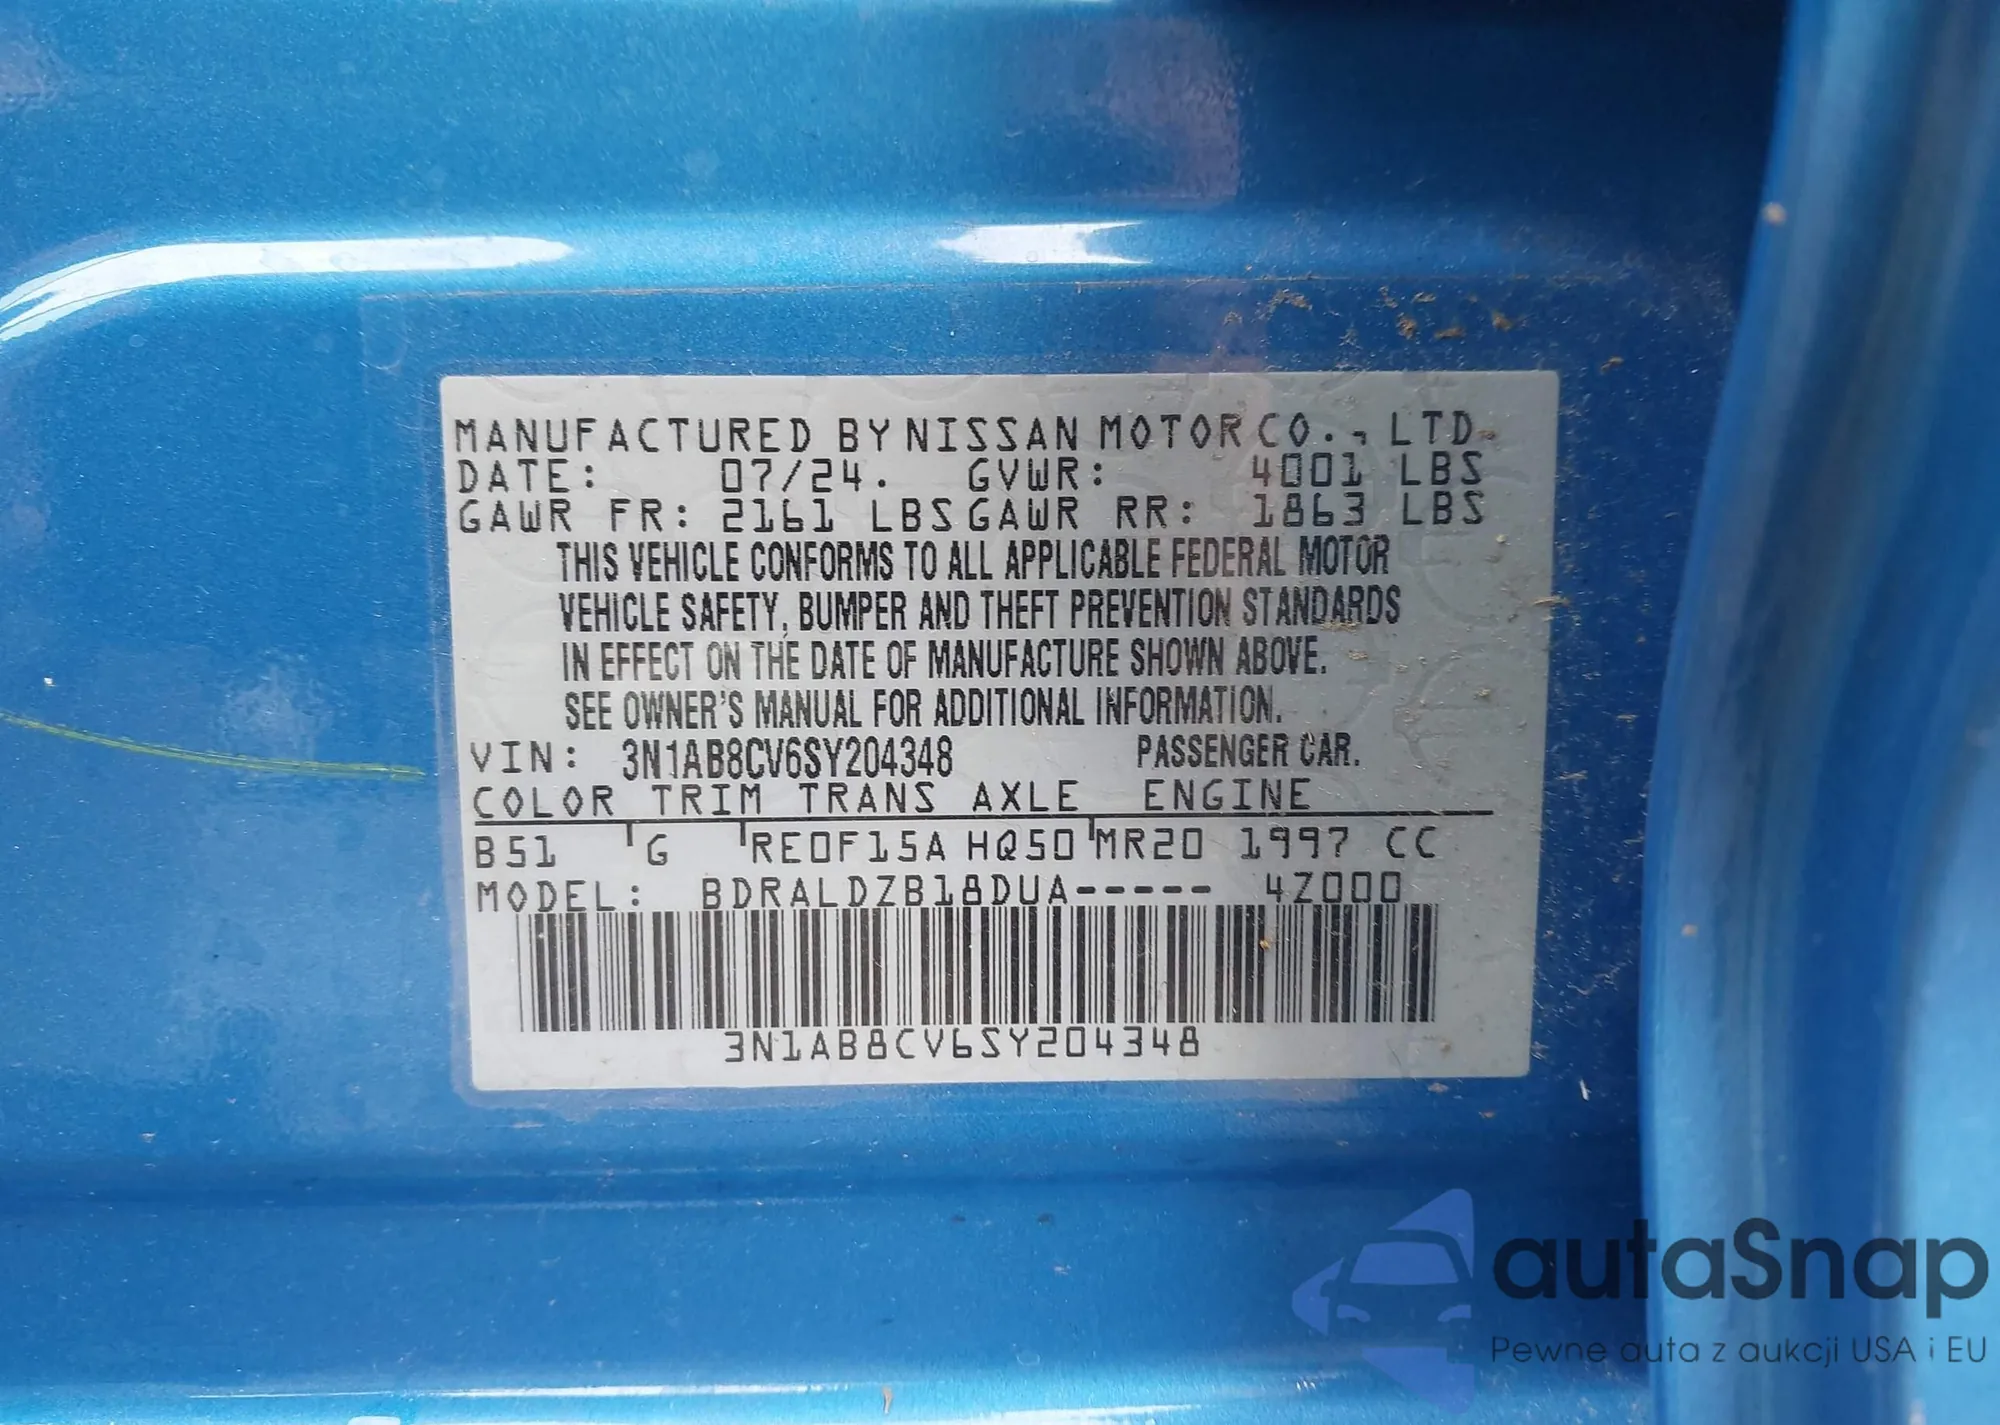 MANUFACTURED BY NISSAN MOTOR CO., LTD.
DATE: 07/24. GVWR: 4001 LBS
GAWR FR: 2161 LBS GAWR RR: 1863 LBS
THIS VEHICLE CONFORMS TO ALL APPLICABLE FEDERAL MOTOR
VEHICLE SAFETY, BUMPER AND THEFT PREVENTION STANDARDS
IN EFFECT ON THE DATE OF MANUFACTURE SHOWN ABOVE.
SEE OWNER'S MANUAL FOR ADDITIONAL INFORMATION.
VIN: 3N1AB8CV6SY204348 PASSENGER CAR.
COLOR TRIM TRANS AXLE ENGINE
B51 G RE0F15A HQ50 MR20 1997 CC
MODEL: BDRALDZB18DUA----- 4Z000
3N1AB8CV6SY204348
autaSnap
Pewne auta z aukcji USA i EU